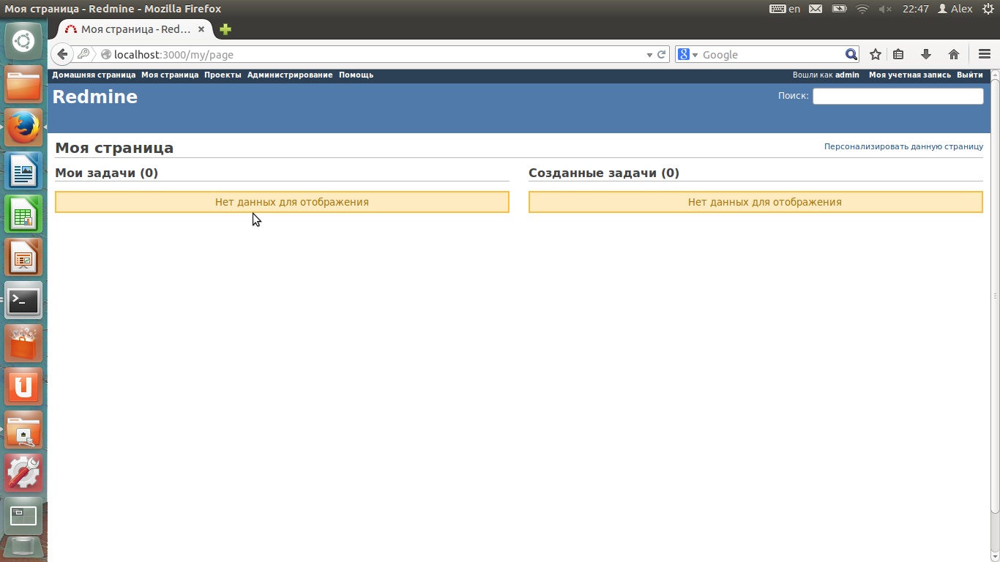 Моя страница - Redmine - Mozilla Firefox
en
22:47
Alex
Моя страница - Red...
localhost:3000/my/page
Google
Домашняя страница Моя страница Проекты Администрирование Помощь
Вошли как admin Моя учетная запись Выйти
Redmine
Поиск:
Моя страница
Персонализировать данную страницу
Мои задачи (0)
Нет данных для отображения
Созданные задачи (0)
Нет данных для отображения